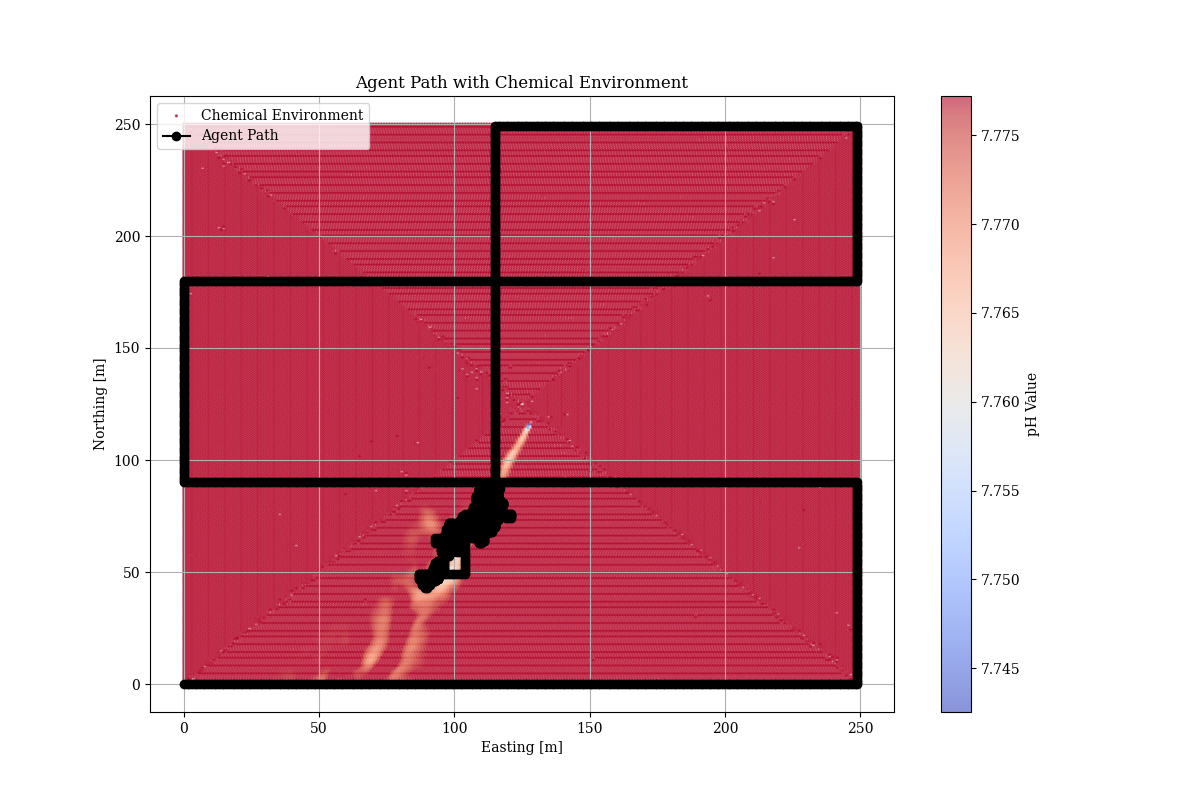 Agent Path with Chemical Environment
Chemical Environment
Agent Path
250
200
150
100
50
0
Northing [m]
0 50 100 150 200 250
Easting [m]
7.775
7.770
7.765
7.760
7.755
7.750
7.745
pH Value